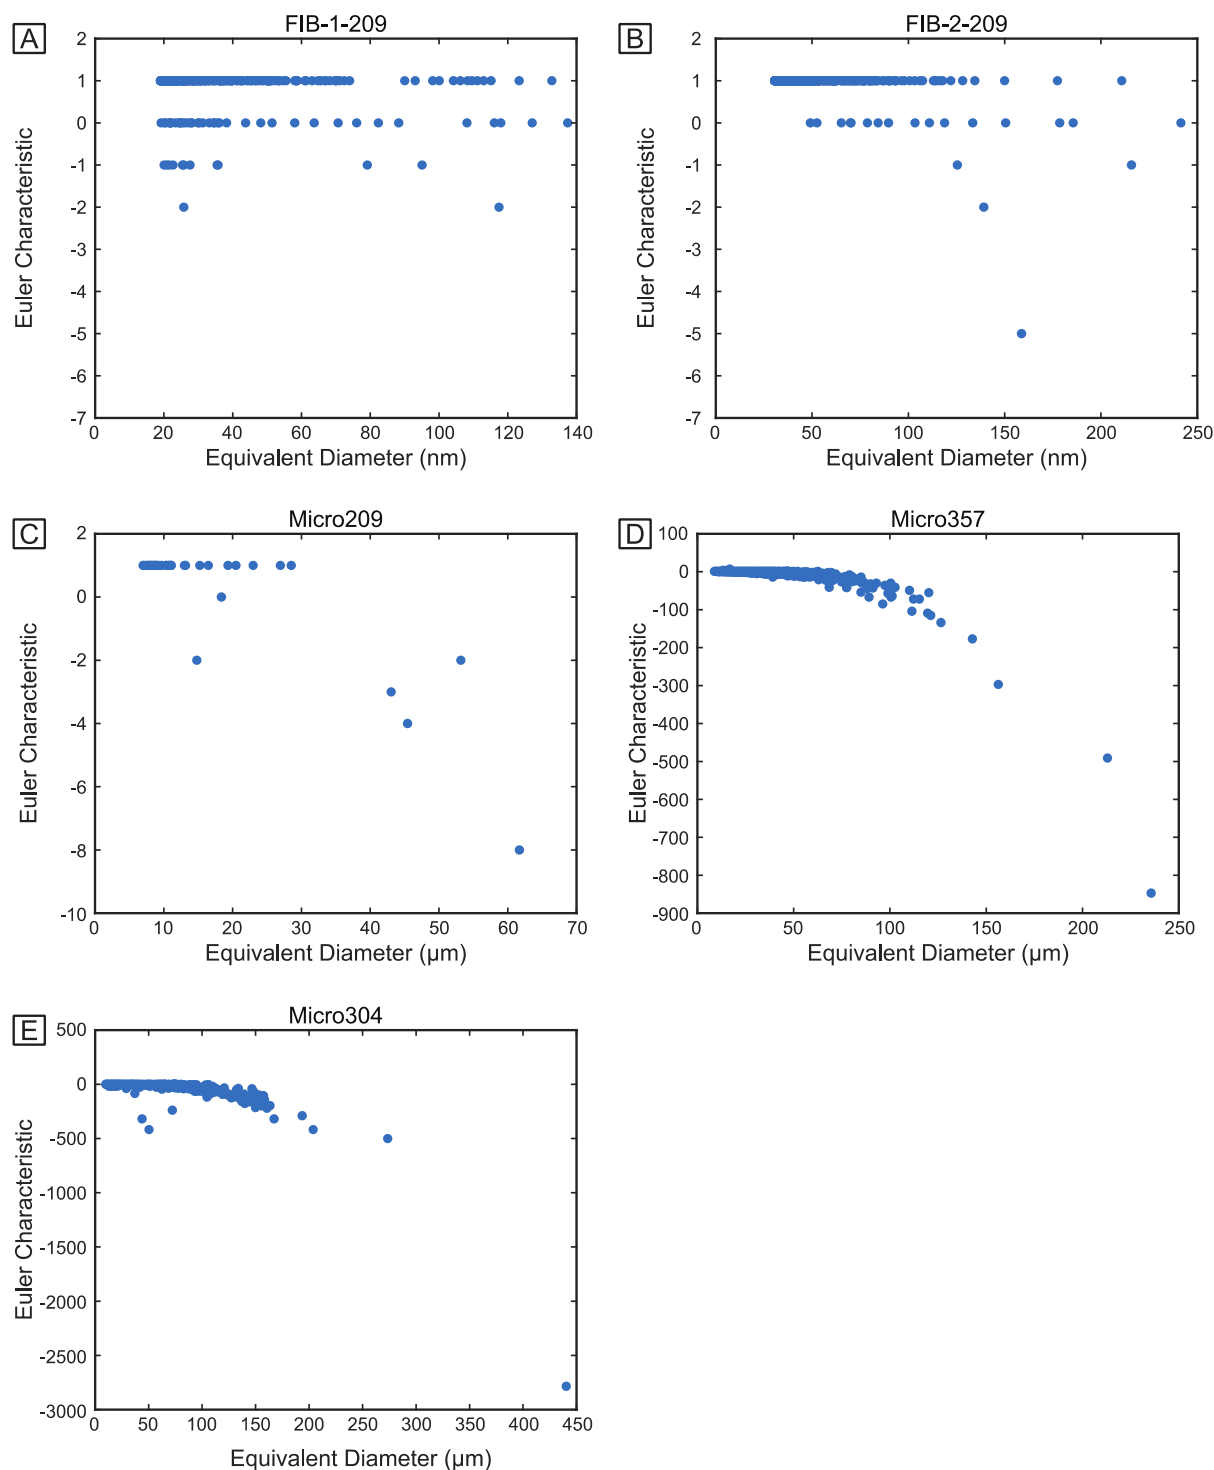 A
FIB-1-209
2
1
0
-1
-2
-3
-4
-5
-6
-7
Euler Characteristic
0 20 40 60 80 100 120 140
Equivalent Diameter (nm)
B
FIB-2-209
2
1
0
-1
-2
-3
-4
-5
-6
-7
Euler Characteristic
0 50 100 150 200 250
Equivalent Diameter (nm)
C
Micro209
2
0
-2
-4
-6
-8
-10
Euler Characteristic
0 10 20 30 40 50 60 70
Equivalent Diameter (µm)
D
Micro357
100
0
-100
-200
-300
-400
-500
-600
-700
-800
-900
Euler Characteristic
0 50 100 150 200 250
Equivalent Diameter (µm)
E
Micro304
500
0
-500
-1000
-1500
-2000
-2500
-3000
Euler Characteristic
0 50 100 150 200 250 300 350 400 450
Equivalent Diameter (µm)